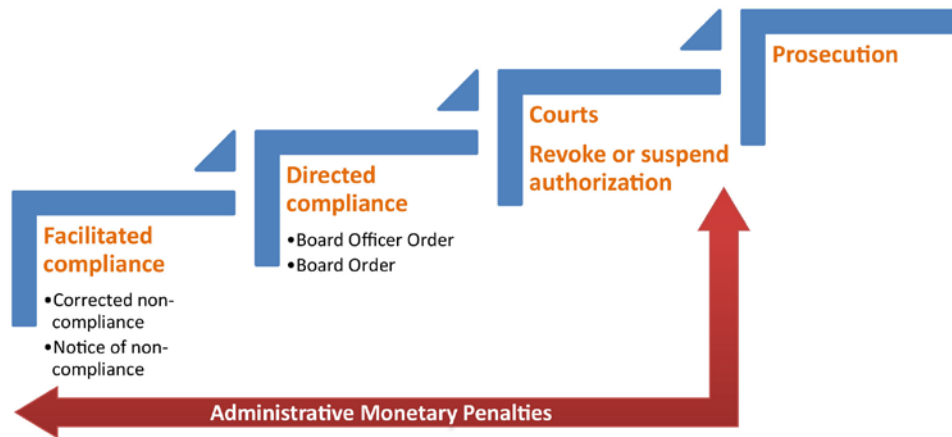 Facilitated
compliance
•Corrected non-
compliance
•Notice of non-
compliance
Directed
compliance
•Board Officer Order
•Board Order
Courts
Revoke or suspend
authorization
Prosecution
Administrative Monetary Penalties